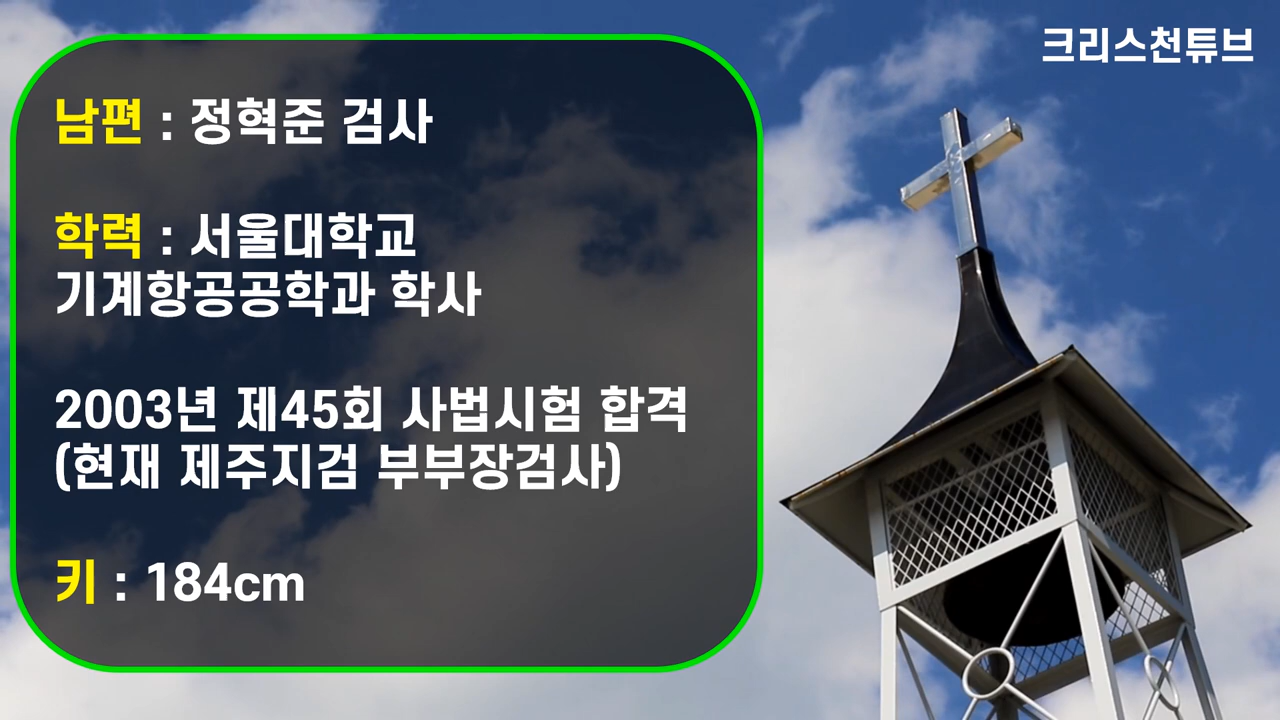 크리스천튜브
남편 : 정혁준 검사
학력 : 서울대학교
기계항공공학과 학사
2003년 제45회 사법시험 합격
(현재 제주지검 부부장검사)
키 : 184cm